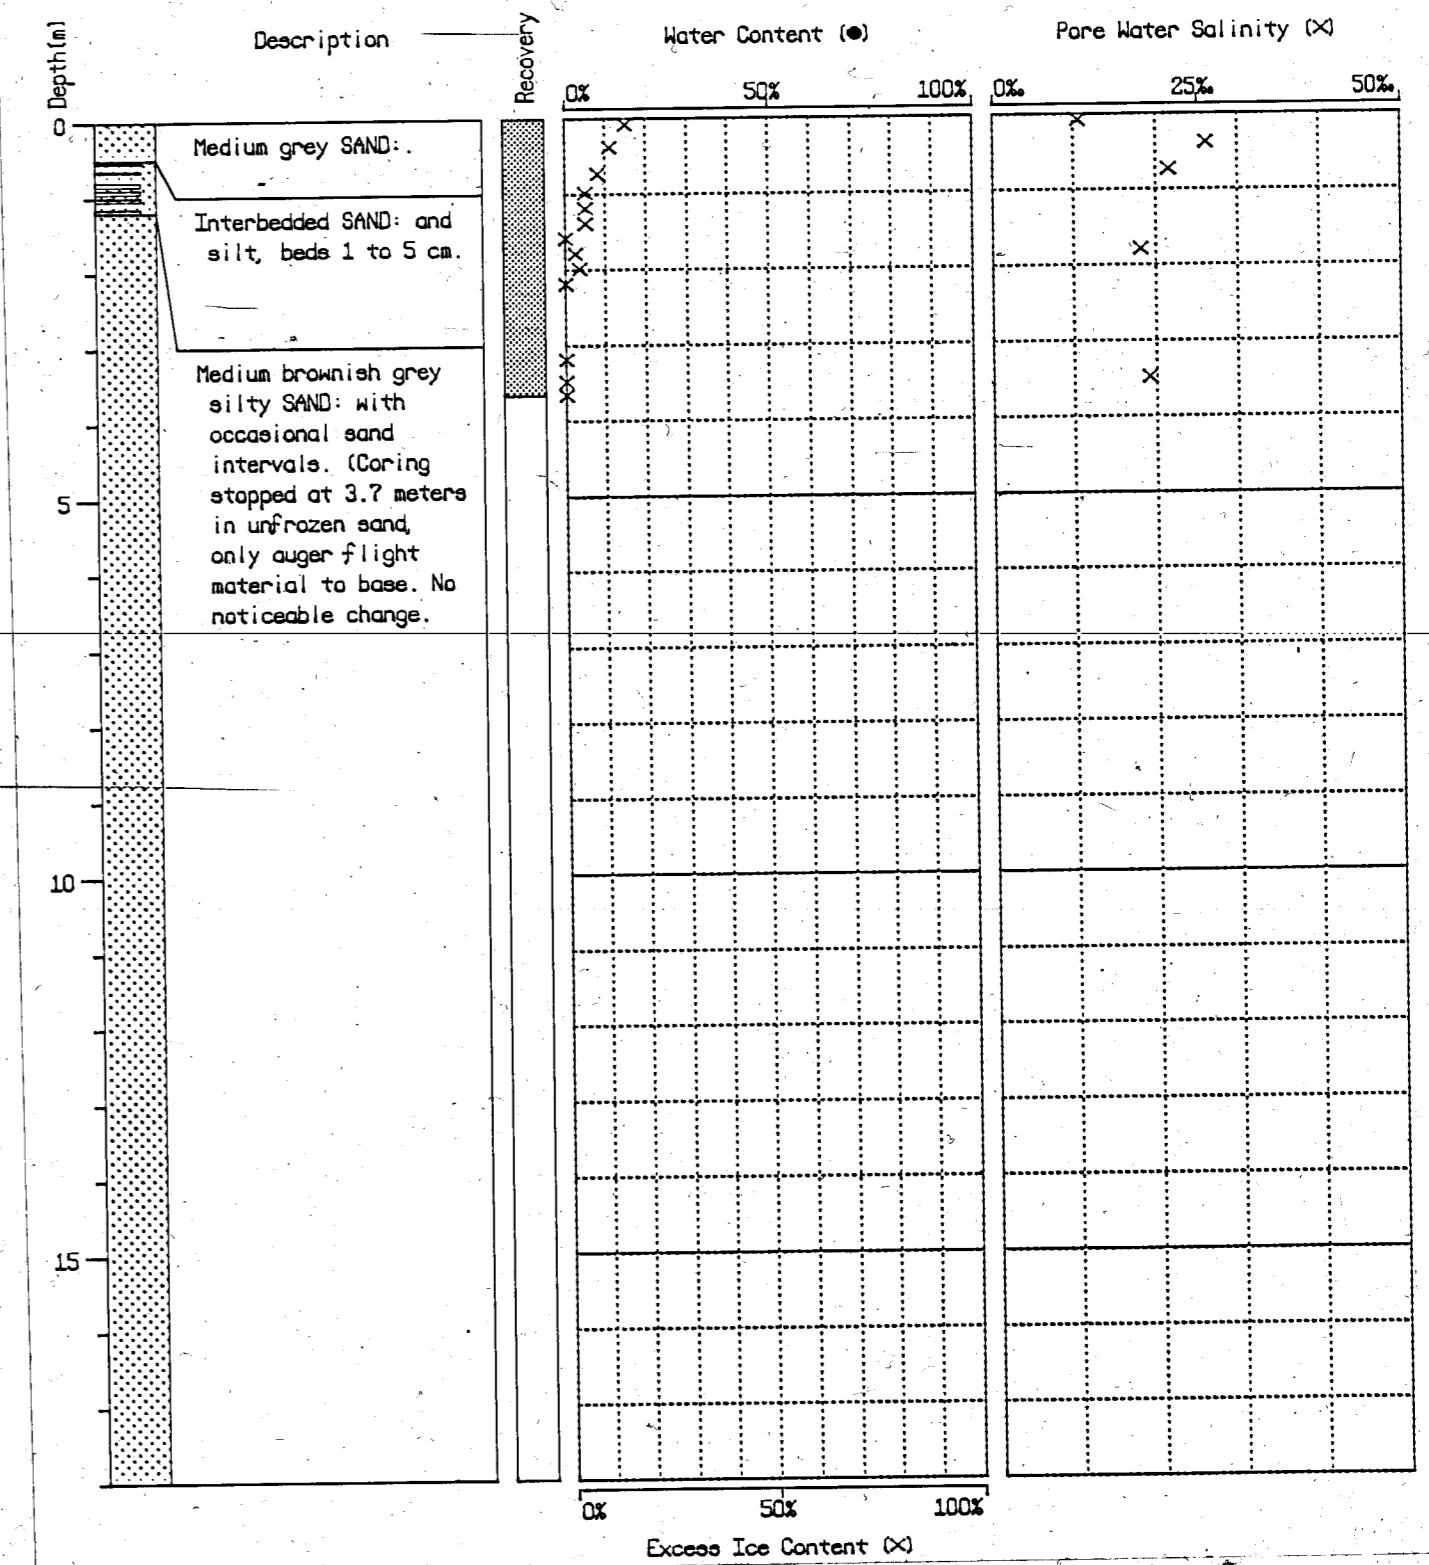 Depth(m)
Description
Recovery
Water Content (●)
Pore Water Salinity (X)
0% 50% 100%
0‰ 25‰ 50‰
0
Medium grey SAND:.
Interbedded SAND: and
silt, beds 1 to 5 cm.
Medium brownish grey
silty SAND: with
occasional sand
intervals. (Coring
stopped at 3.7 meters
in unfrozen sand,
only auger flight
material to base. No
noticeable change.
5
10
15
0% 50% 100%
Excess Ice Content (X)